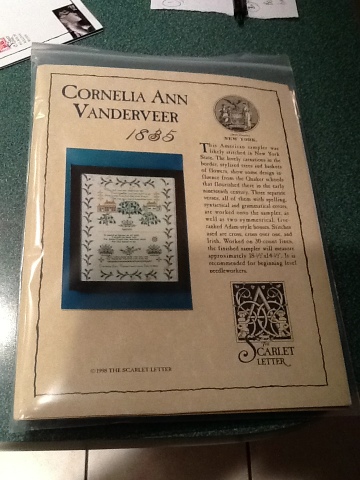 CORNELIA ANN
VANDERVEER
1835
NEW YORK.
This American sampler was
likely stitched in New York
State. The lovely carnations in the
border, stylized trees and baskets
of flowers, show some design in-
fluence from the Quaker schools
that flourished there in the early
nineteenth century. Three separate
verses, all of them with spelling,
syntactical and grammatical errors,
are worked onto the sampler, as
well as two symmetrical,
Adam-style houses. Stitches
used are cross, cross over one, and
Irish. Worked on 30 count linen,
the finished sampler will measure
approximately
recommended for beginning level
needleworkers.
THE
SCARLET
LETTER
© 1998 THE SCARLET LETTER